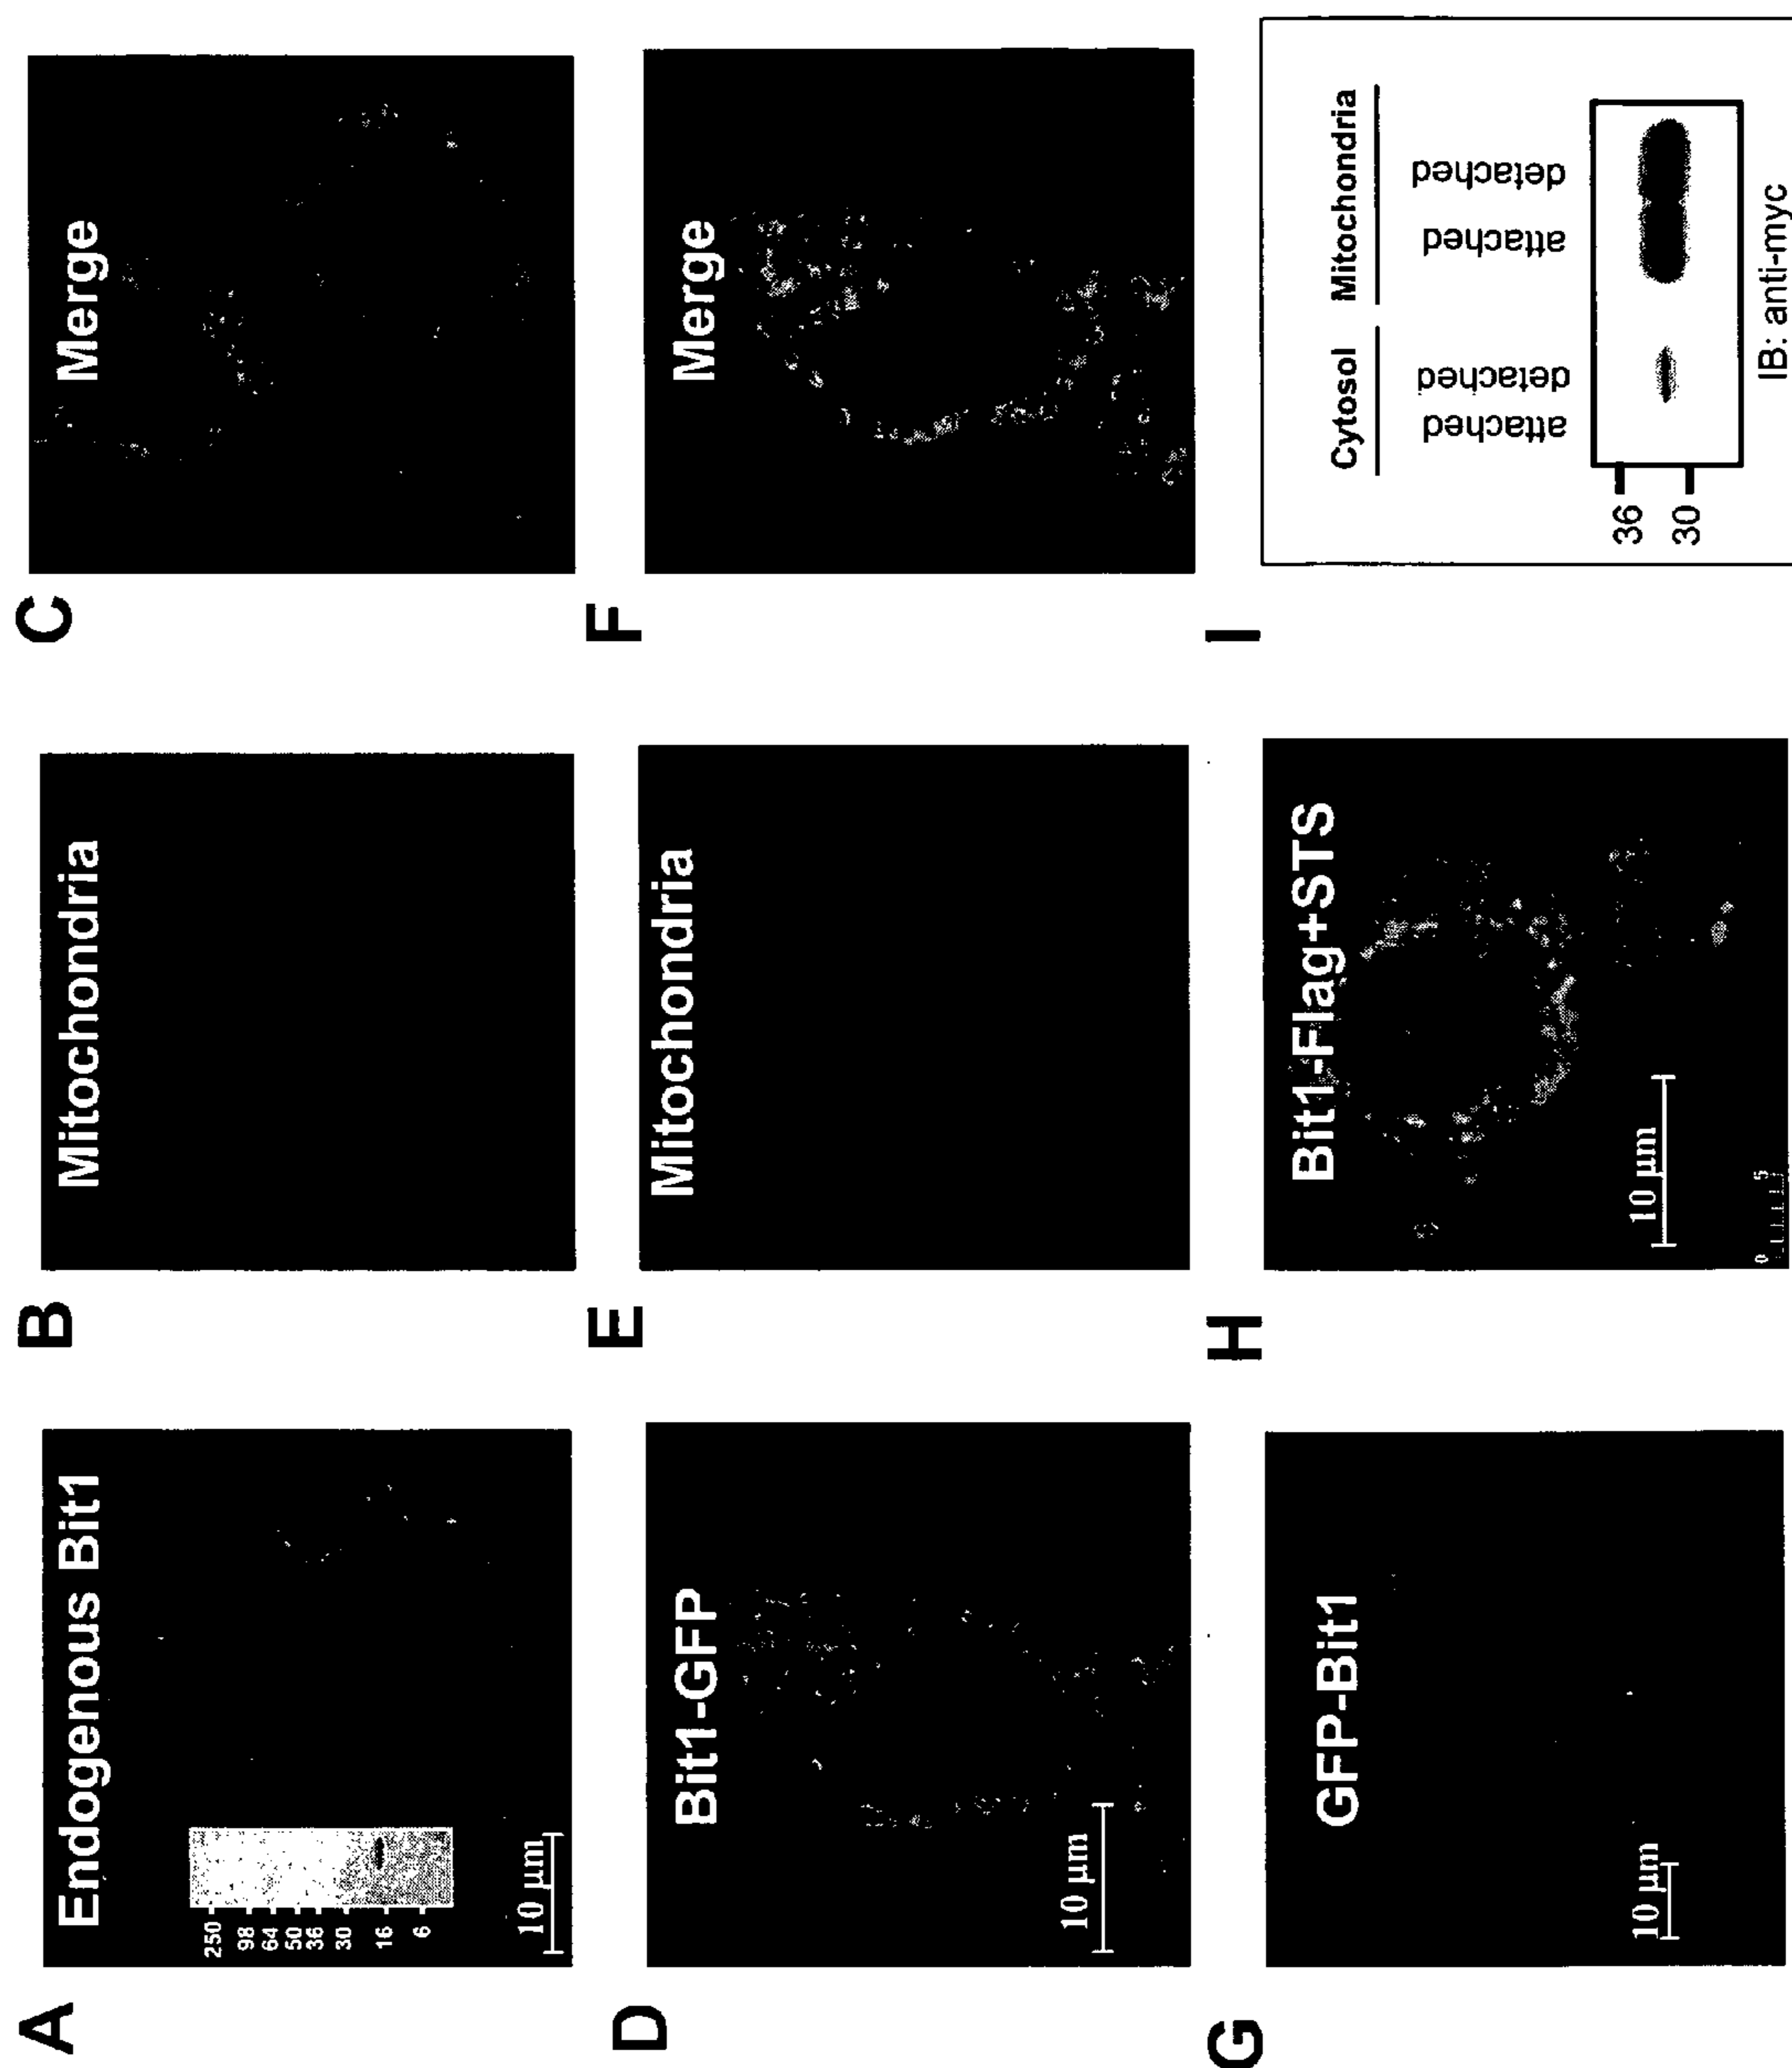 A
Endogenous Bit1
250
98
64
50
36
30
16
6
10 µm
B
Mitochondria
C
Merge
D
Bit1-GFP
10 µm
E
Mitochondria
F
Merge
G
GFP-Bit1
10 µm
H
Bit1-Flag+STS
10 µm
0 5
I
Cytosol Mitochondria
attached detached attached detached
36
30
IB: anti-myc